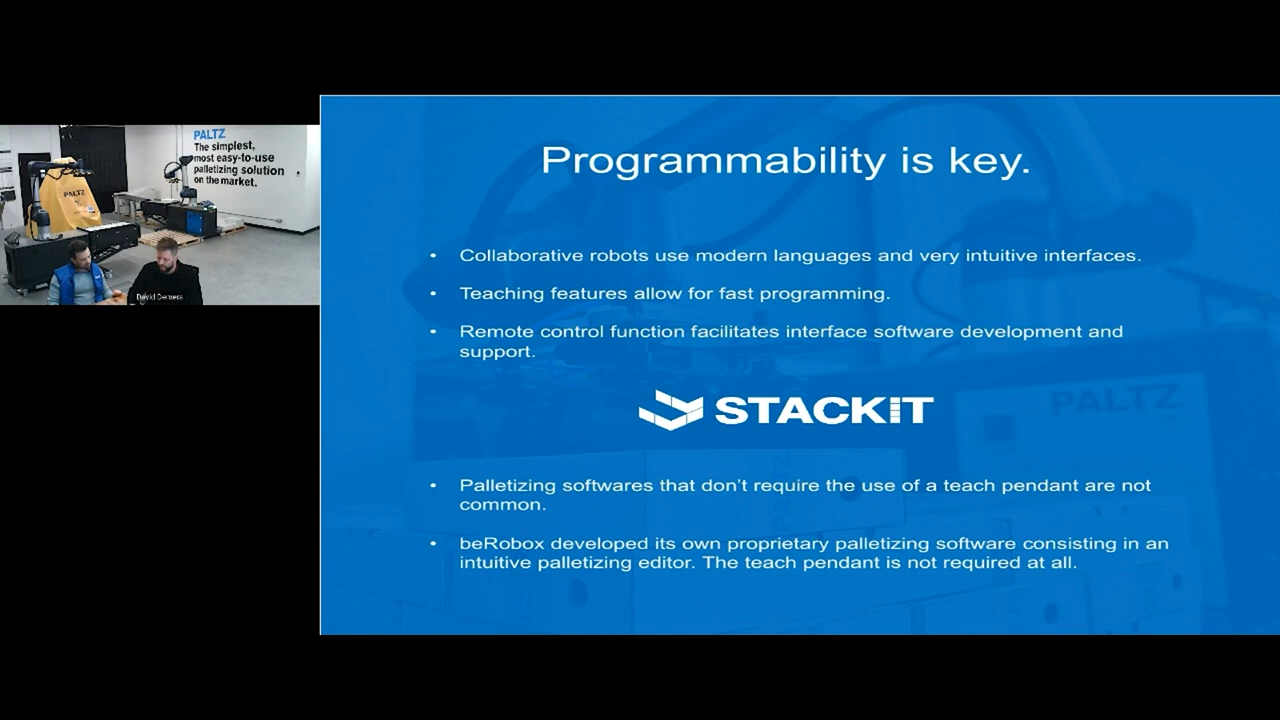 PALTZ
The simplest,
most easy-to-use
palletizing solution
on the market.
PALTZ
David Demers
Programmability is key.
• Collaborative robots use modern languages and very intuitive interfaces.
• Teaching features allow for fast programming.
• Remote control function facilitates interface software development and
support.
STACKiT
PALTZ
• Palletizing softwares that don't require the use of a teach pendant are not
common.
• beRobox developed its own proprietary palletizing software consisting in an
intuitive palletizing editor. The teach pendant is not required at all.